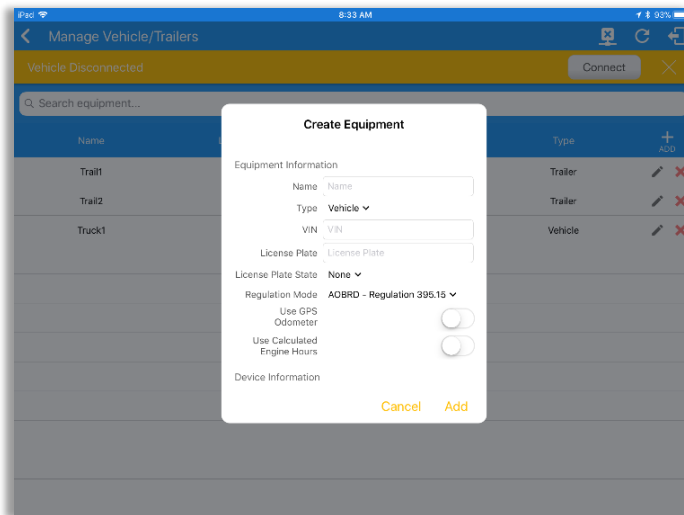 iPad 8:33 AM 93%
Manage Vehicle/Trailers
Vehicle Disconnected Connect
Search equipment...
Name Type ADD
Create Equipment
Equipment Information
Name Name
Type Vehicle
VIN VIN
License Plate License Plate
License Plate State None
Regulation Mode AOBRD - Regulation 395.15
Use GPS
Odometer
Use Calculated
Engine Hours
Device Information
Cancel Add
Trail1 Trailer
Trail2 Trailer
Truck1 Vehicle